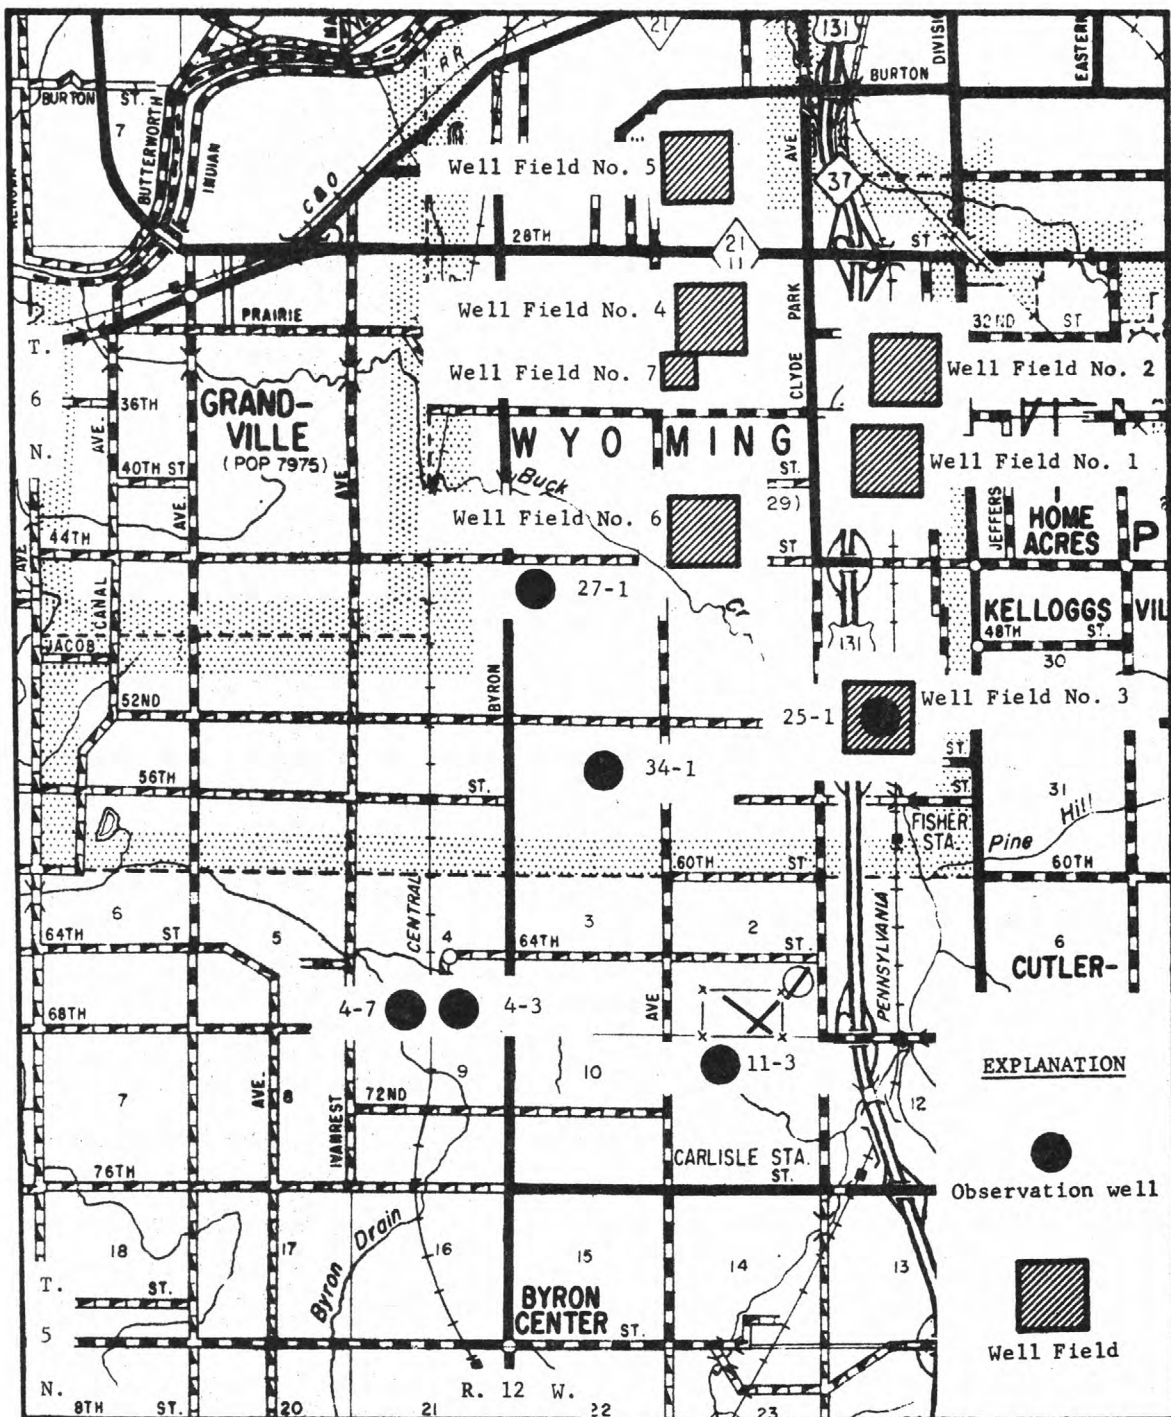 21
131
BURTON
DIVISION
EASTERN
BURTON ST.
7
BUTTERWORTH
INDIAN
RR
C & O
Well Field No. 5
AVE
37
28TH
21
11
ST
PRAIRIE
Well Field No. 4
PARK
32ND ST
T.
6
N.
Well Field No. 7
CLYDE
Well Field No. 2
36TH
AVE.
GRAND-
VILLE
(POP 7975)
WYOMING
40TH ST
AVE
AVE
Buck
ST.
29)
Well Field No. 1
Well Field No. 6
JEFFERS
HOME
ACRES
P
44TH
ST
AVE
27-1
Cr
CANAL
KELLOGGS
VIL
48TH ST.
JACOB
131
30
BYRON
Well Field No. 3
52ND
25-1
34-1
ST.
56TH
ST.
ST.
31
FISHER
STA.
Pine Hill
60TH
ST
60TH
CENTRAL
PENNSYLVANIA
6
5
4
3
2
6
64TH
ST
64TH
ST.
CUTLER-
4-7
4-3
68TH
AVE
11-3
EXPLANATION
7
AVE.
8
IVANREST
9
10
12
72ND
CARLISLE STA.
ST.
76TH
Observation well
Byron Drain
18
17
16
15
14
13
T.
5
N.
ST.
BYRON
CENTER
ST.
Well Field
R. 12 W.
8TH
ST.
20
21
22
23